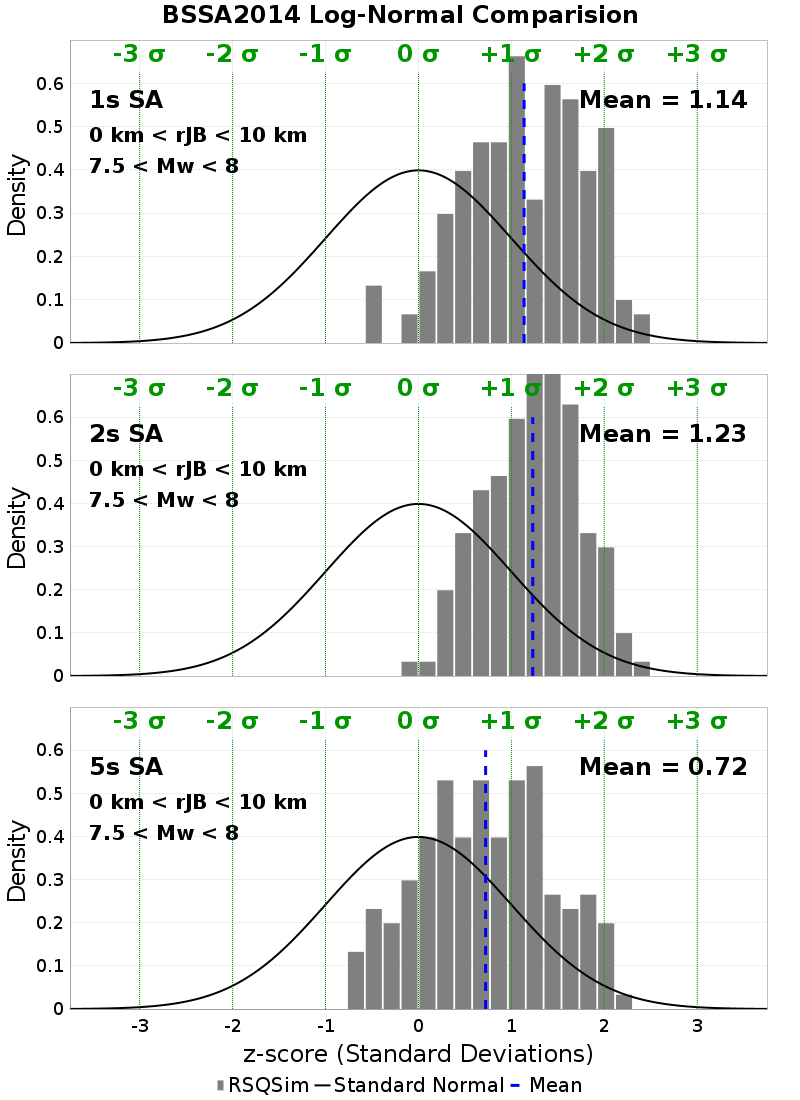 BSSA2014 Log-Normal Comparision
-3 σ -2 σ -1 σ 0 σ +1 σ +2 σ +3 σ
1s SA Mean = 1.14
0 km < rJB < 10 km
7.5 < Mw < 8
Density
0.6
0.5
0.4
0.3
0.2
0.1
0
-3 σ -2 σ -1 σ 0 σ +1 σ +2 σ +3 σ
2s SA Mean = 1.23
0 km < rJB < 10 km
7.5 < Mw < 8
Density
0.6
0.5
0.4
0.3
0.2
0.1
0
-3 σ -2 σ -1 σ 0 σ +1 σ +2 σ +3 σ
5s SA Mean = 0.72
0 km < rJB < 10 km
7.5 < Mw < 8
Density
0.6
0.5
0.4
0.3
0.2
0.1
0
-3 -2 -1 0 1 2 3
z-score (Standard Deviations)
RSQSim Standard Normal Mean